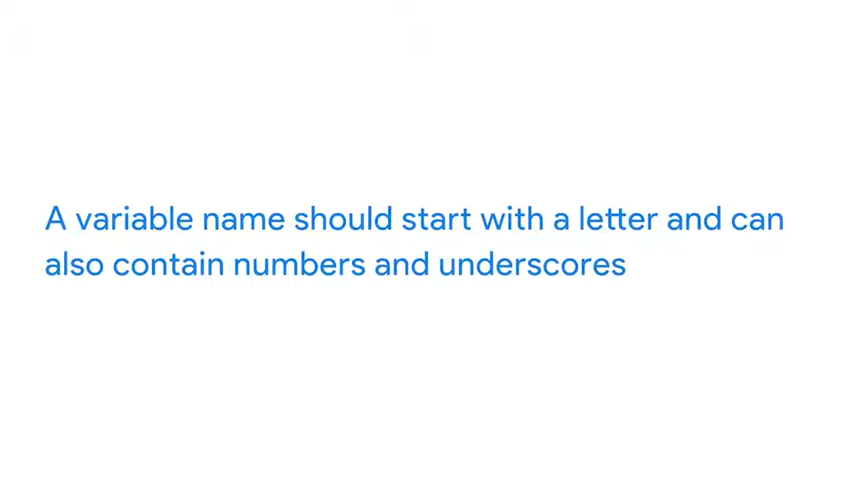 A variable name should start with a letter and can
also contain numbers and underscores